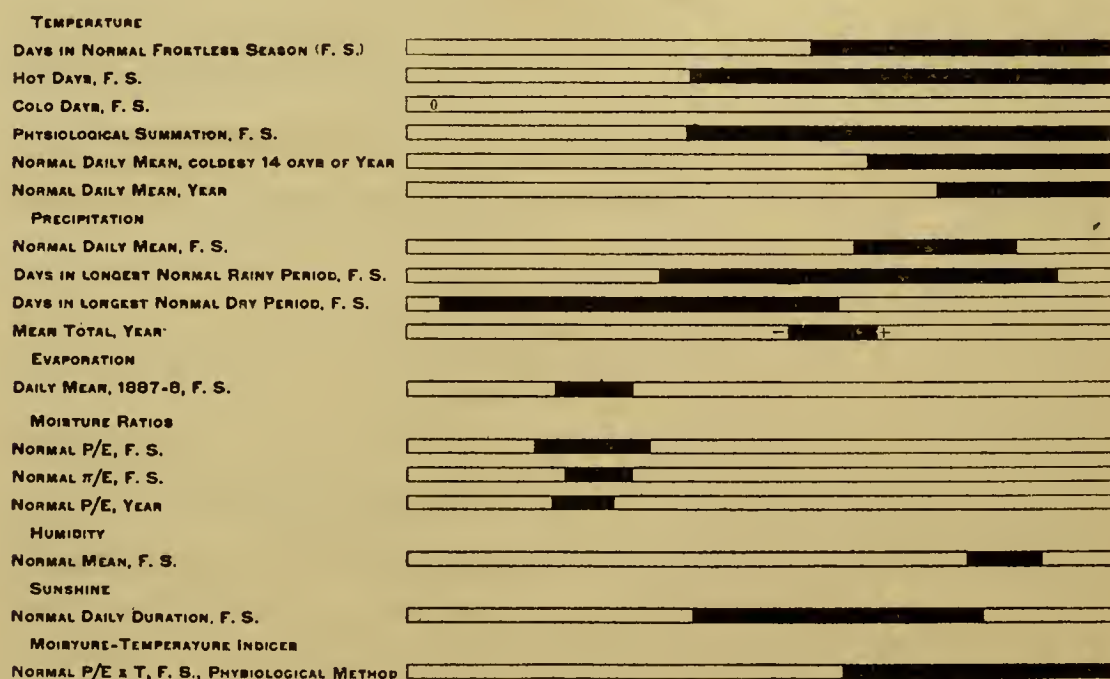 TEMPERATURE
DAYS IN NORMAL FROSTLESS SEASON (F. S.)
HOT DAYS, F. S.
COLD DAYS, F. S.
0
PHYSIOLOGICAL SUMMATION, F. S.
NORMAL DAILY MEAN, COLDEST 14 DAYS OF YEAR
NORMAL DAILY MEAN, YEAR
PRECIPITATION
NORMAL DAILY MEAN, F. S.
DAYS IN LONGEST NORMAL RAINY PERIOD, F. S.
DAYS IN LONGEST NORMAL DRY PERIOD, F. S.
MEAN TOTAL, YEAR − +
EVAPORATION
DAILY MEAN, 1887-8, F. S.
MOISTURE RATIOS
NORMAL P/E, F. S.
NORMAL π/E, F. S.
NORMAL P/E, YEAR
HUMIDITY
NORMAL MEAN, F. S.
SUNSHINE
NORMAL DAILY DURATION, F. S.
MOISTURE-TEMPERATURE INDICES
NORMAL P/E x T, F. S., PHYSIOLOGICAL METHOD